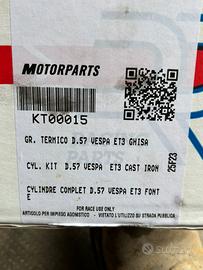 MOTORPARTS
KT00015
GR. TERMICO D.57 VESPA ET3 GHISA
CYL. KIT D.57 VESPA ET3 CAST IRON
25F23
CYLINDRE COMPLET D.57 VESPA ET3 FONT
E
FOR RACE USE ONLY
ARTICOLO PER IMPIEGO AGONISTICO - VIETATO L'UTILIZZO SU STRADA PUBBLICA